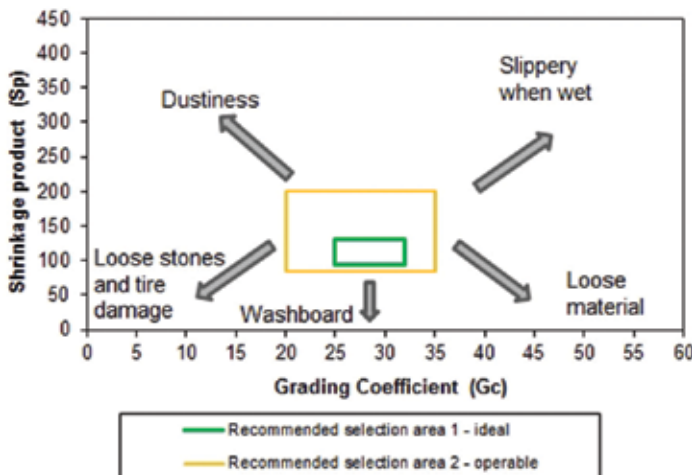 Shrinkage product (Sp)
450
400
350
300
250
200
150
100
50
0
Dustiness
Slippery
when wet
Loose stones
and tire
damage
Washboard
Loose
material
0 5 10 15 20 25 30 35 40 45 50 55 60
Grading Coefficient (Gc)
Recommended selection area 1 - ideal
Recommended selection area 2 - operable